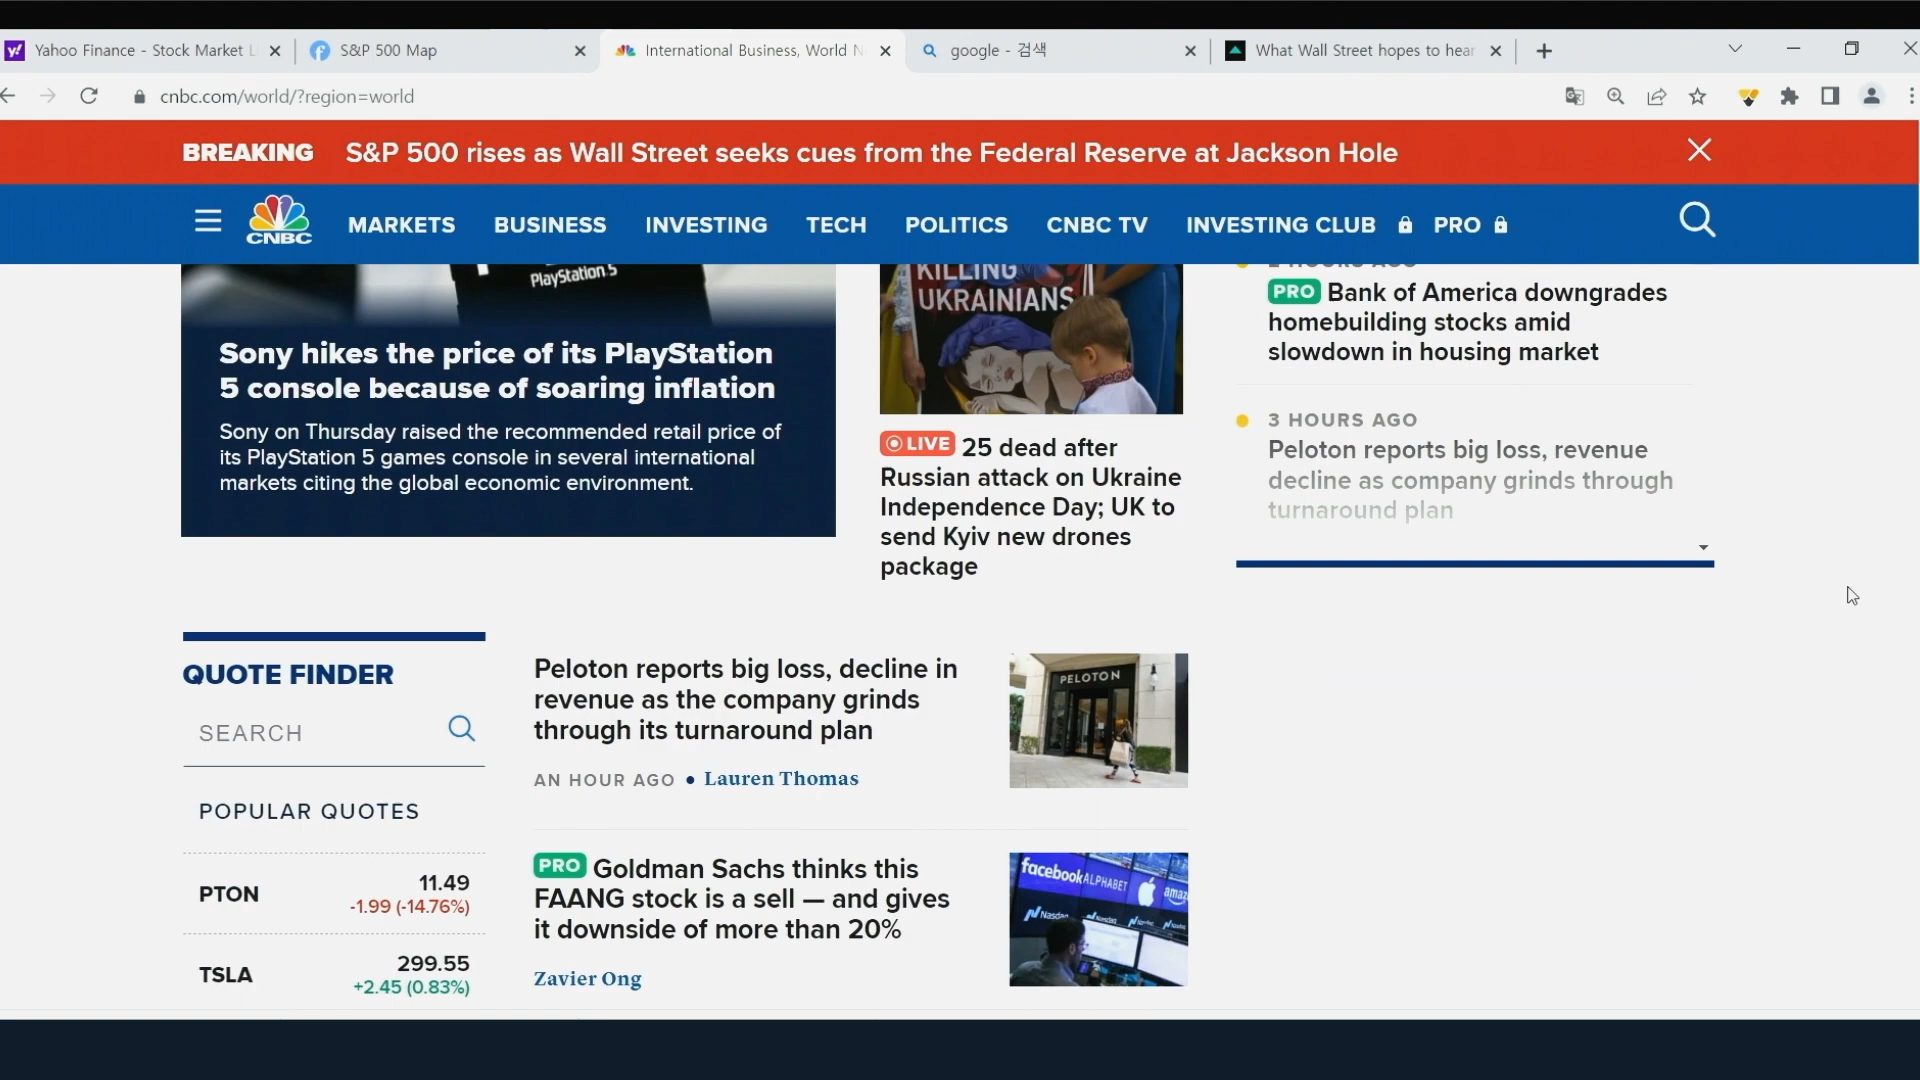 Yahoo Finance - Stock Market L
S&P 500 Map
International Business, World N
google - 검색
What Wall Street hopes to hear
cnbc.com/world/?region=world
BREAKING S&P 500 rises as Wall Street seeks cues from the Federal Reserve at Jackson Hole
CNBC
MARKETS BUSINESS INVESTING TECH POLITICS CNBC TV INVESTING CLUB PRO
PlayStation 5
Sony hikes the price of its PlayStation
5 console because of soaring inflation
Sony on Thursday raised the recommended retail price of
its PlayStation 5 games console in several international
markets citing the global economic environment.
KILLING
UKRAINIANS
LIVE 25 dead after
Russian attack on Ukraine
Independence Day; UK to
send Kyiv new drones
package
PRO Bank of America downgrades
homebuilding stocks amid
slowdown in housing market
3 HOURS AGO
Peloton reports big loss, revenue
decline as company grinds through
turnaround plan
QUOTE FINDER
SEARCH
POPULAR QUOTES
PTON 11.49
-1.99 (-14.76%)
TSLA 299.55
+2.45 (0.83%)
Peloton reports big loss, decline in
revenue as the company grinds
through its turnaround plan
AN HOUR AGO • Lauren Thomas
PELOTON
PRO Goldman Sachs thinks this
FAANG stock is a sell — and gives
it downside of more than 20%
Zavier Ong
facebook ALPHABET amaz
Nasdaq Nasdaq Nasdaq Nasdaq